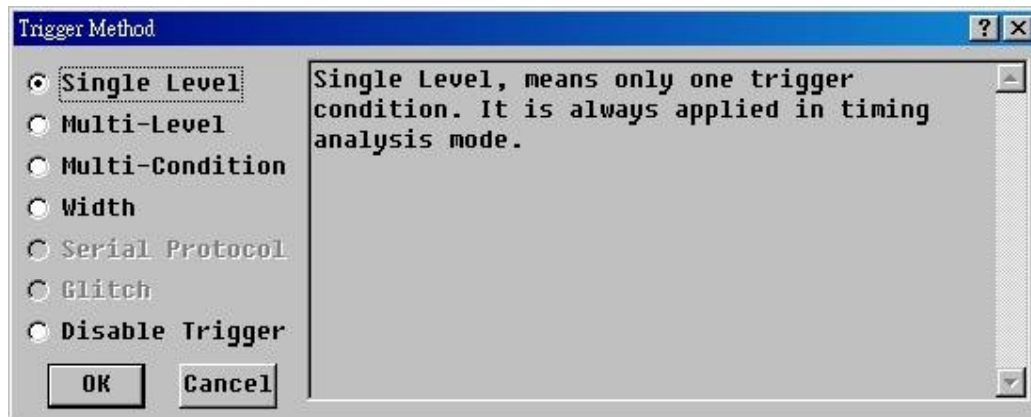 Trigger Method
? ×
Single Level
Multi-Level
Multi-Condition
Width
Serial Protocol
Glitch
Disable Trigger
OK
Cancel
Single Level, means only one trigger
condition. It is always applied in timing
analysis mode.